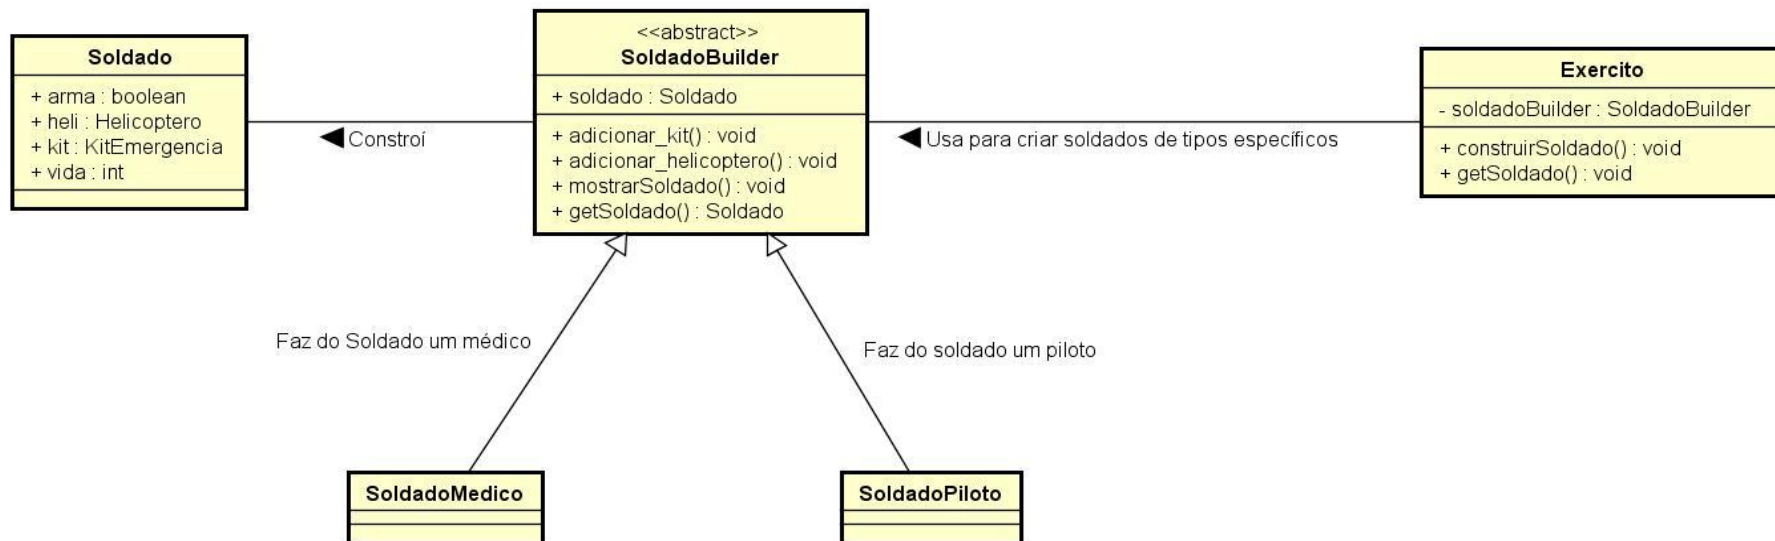 Soldado
+ arma : boolean
+ heli : Helicoptero
+ kit : KitEmergencia
+ vida : int
Constroí
<<abstract>>
SoldadoBuilder
+ soldado : Soldado
+ adicionar_kit() : void
+ adicionar_helicoptero() : void
+ mostrarSoldado() : void
+ getSoldado() : Soldado
Usa para criar soldados de tipos específicos
Exercito
- soldadoBuilder : SoldadoBuilder
+ construirSoldado() : void
+ getSoldado() : void
Faz do Soldado um médico
Faz do soldado um piloto
SoldadoMedico
SoldadoPiloto